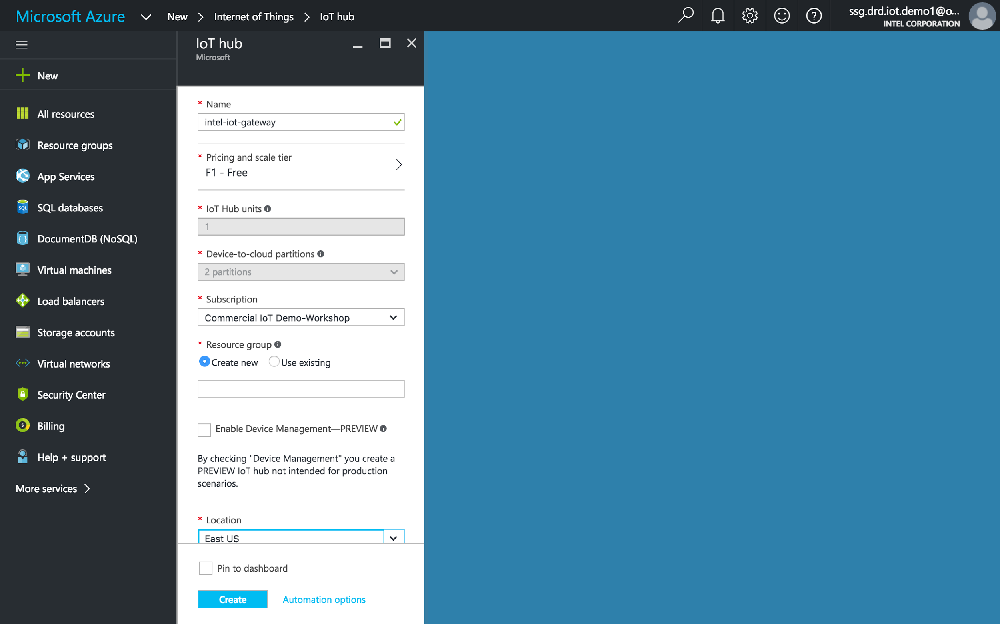 Microsoft Azure New Internet of Things IoT hub
ssg.drd.iot.demo1@o...
INTEL CORPORATION
New
All resources
Resource groups
App Services
SQL databases
DocumentDB (NoSQL)
Virtual machines
Load balancers
Storage accounts
Virtual networks
Security Center
Billing
Help + support
More services
IoT hub
Microsoft
* Name
intel-iot-gateway
* Pricing and scale tier
F1 - Free
* IoT Hub units
1
* Device-to-cloud partitions
2 partitions
* Subscription
Commercial IoT Demo-Workshop
* Resource group
Create new Use existing
Enable Device Management—PREVIEW
By checking "Device Management" you create a
PREVIEW IoT hub not intended for production
scenarios.
* Location
East US
Pin to dashboard
Create Automation options